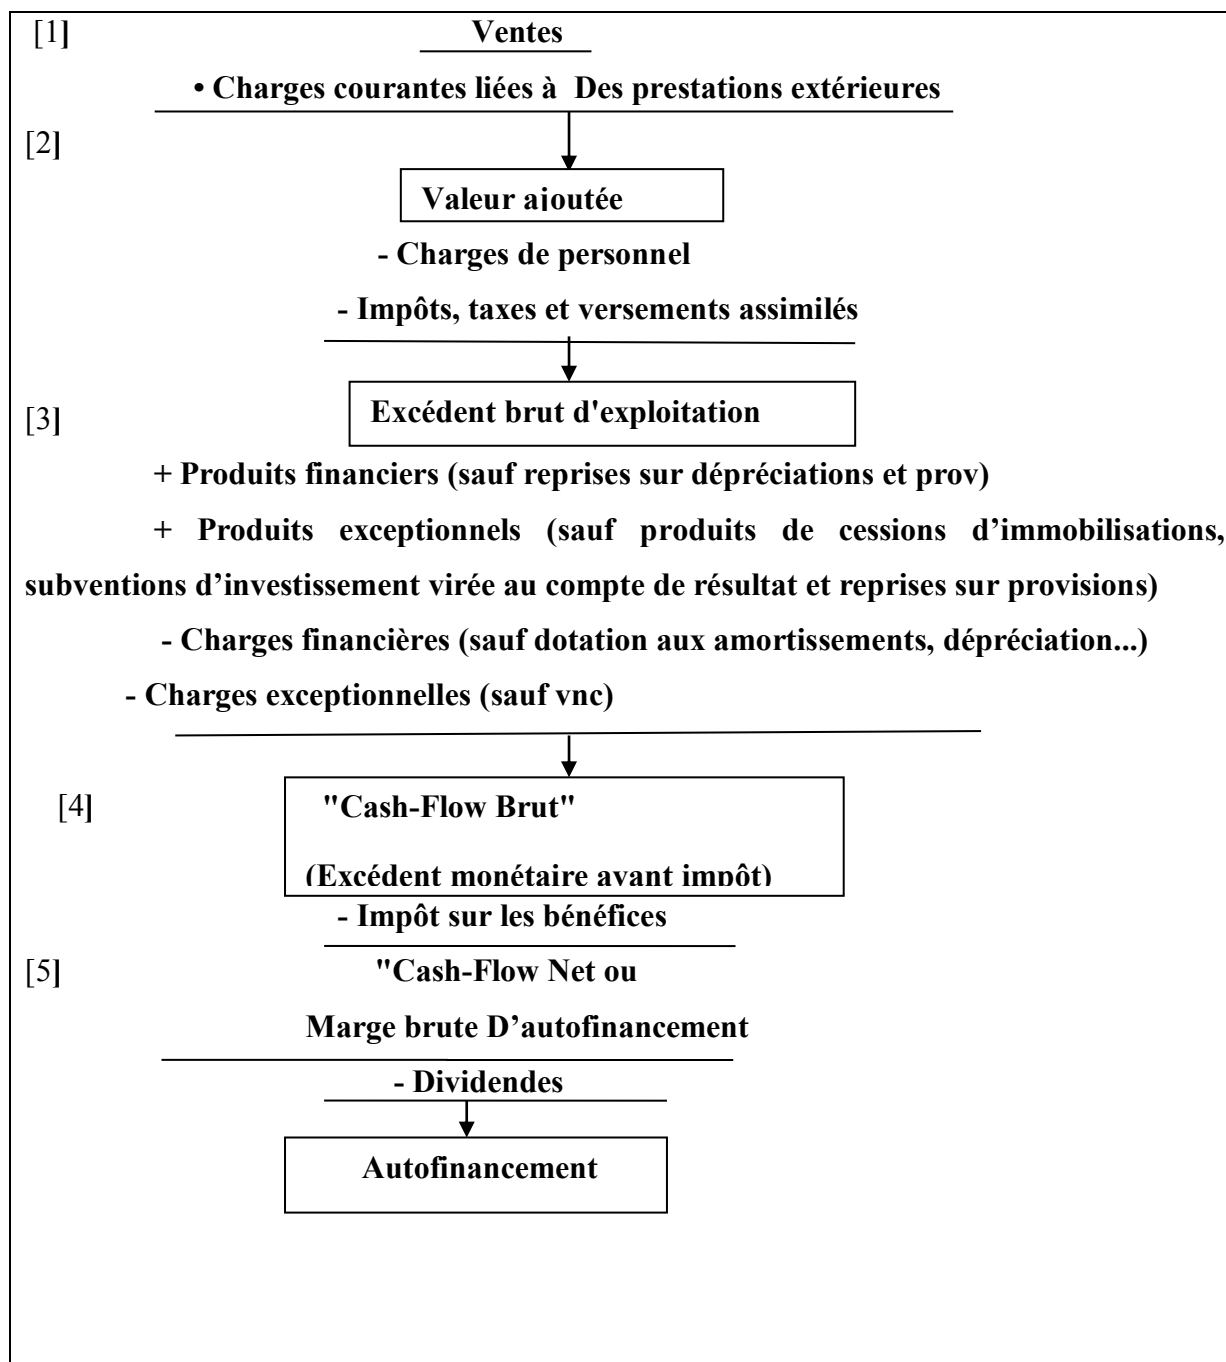 [1] Ventes
• Charges courantes liées à Des prestations extérieures
[2]
Valeur ajoutée
- Charges de personnel
- Impôts, taxes et versements assimilés
[3] Excédent brut d'exploitation
+ Produits financiers (sauf reprises sur dépréciations et prov)
+ Produits exceptionnels (sauf produits de cessions d’immobilisations,
subventions d’investissement virée au compte de résultat et reprises sur provisions)
- Charges financières (sauf dotation aux amortissements, dépréciation...)
- Charges exceptionnelles (sauf vnc)
[4] "Cash-Flow Brut"
(Excédent monétaire avant impôt)
- Impôt sur les bénéfices
[5] "Cash-Flow Net ou
Marge brute D’autofinancement
- Dividendes
Autofinancement